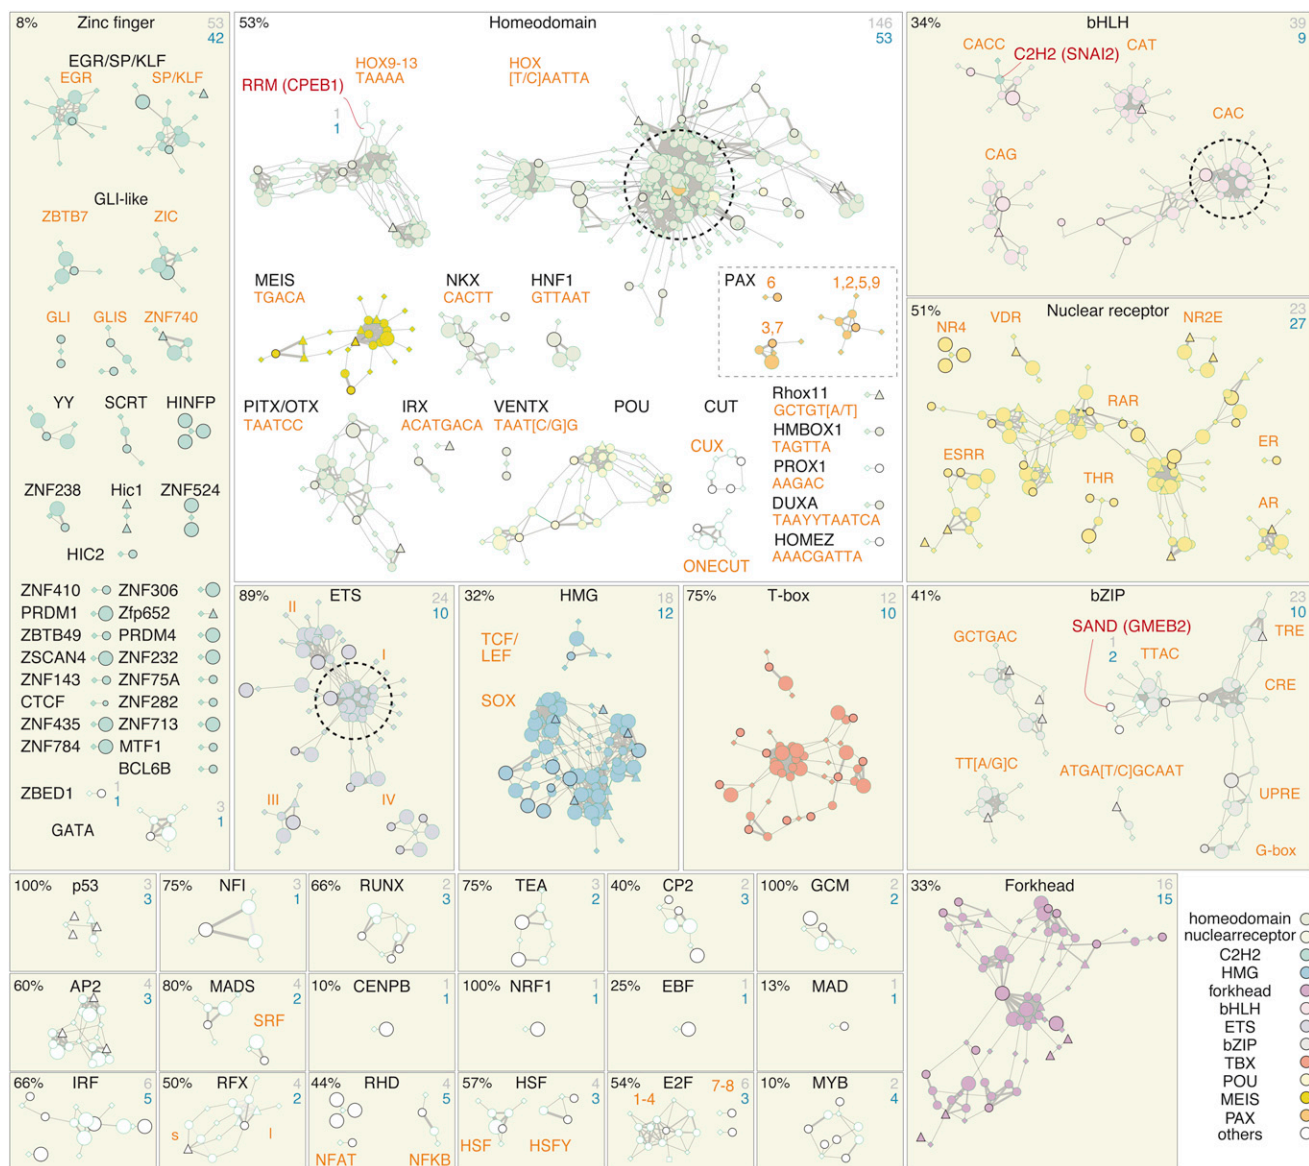 8% Zinc finger 53
42
EGR/SP/KLF
EGR SP/KLF
GLI-like
ZBTB7 ZIC
GLI GLIS ZNF740
YY SCRT HINFP
ZNF238 Hic1 ZNF524
HIC2
ZNF410 ZNF306
PRDM1 Zfp652
ZBTB49 PRDM4
ZSCAN4 ZNF232
ZNF143 ZNF75A
CTCF ZNF282
ZNF435 ZNF713
ZNF784 MTF1
BCL6B
ZBED1 1
1
GATA 3
1
53% Homeodomain 146
53
HOX9-13
TAAAA
HOX
[T/C]AATTA
RRM (CPEB1)
1
1
MEIS
TGACA
NKX
CACTT
HNF1
GTTAAT
PAX 6 1,2,5,9
3,7
PITX/OTX
TAATCC
IRX
ACATGACA
VENTX
TAAT[C/G]G
POU
CUT
CUX
ONECUT
Rhox11
GCTGT[A/T]
HMBOX1
TAGTTA
PROX1
AAGAC
DUXA
TAAYYTAATCA
HOMEZ
AAACGATTA
34% bHLH 39
9
CACC C2H2 (SNAI2) CAT
CAC
CAG
51% Nuclear receptor 23
27
NR4 VDR NR2E
RAR
ESRR THR ER
AR
89% ETS 24
10
II
I
III IV
32% HMG 18
12
TCF/
LEF
SOX
75% T-box 12
10
41% bZIP 23
10
SAND (GMEB2) TRE
1
2
GCTGAC TTAC
CRE
TT[A/G]C ATGA[T/C]GCAAT
UPRE
G-box
100% p53 3
3
75% NFI 3
1
66% RUNX 2
3
75% TEA 3
2
40% CP2 2
3
100% GCM 2
2
60% AP2 4
3
80% MADS 4
2
SRF
10% CENPB 1
1
100% NRF1 1
1
25% EBF 1
1
13% MAD 1
1
66% IRF 6
5
50% RFX 4
2
s l
44% RHD 4
5
NFAT NFKB
57% HSF 4
3
HSF HSFY
54% E2F 7-8 6
1-4 3
10% MYB 2
4
33% Forkhead 16
15
homeodomain
nuclearreceptor
C2H2
HMG
forkhead
bHLH
ETS
bZIP
TBX
POU
MEIS
PAX
others